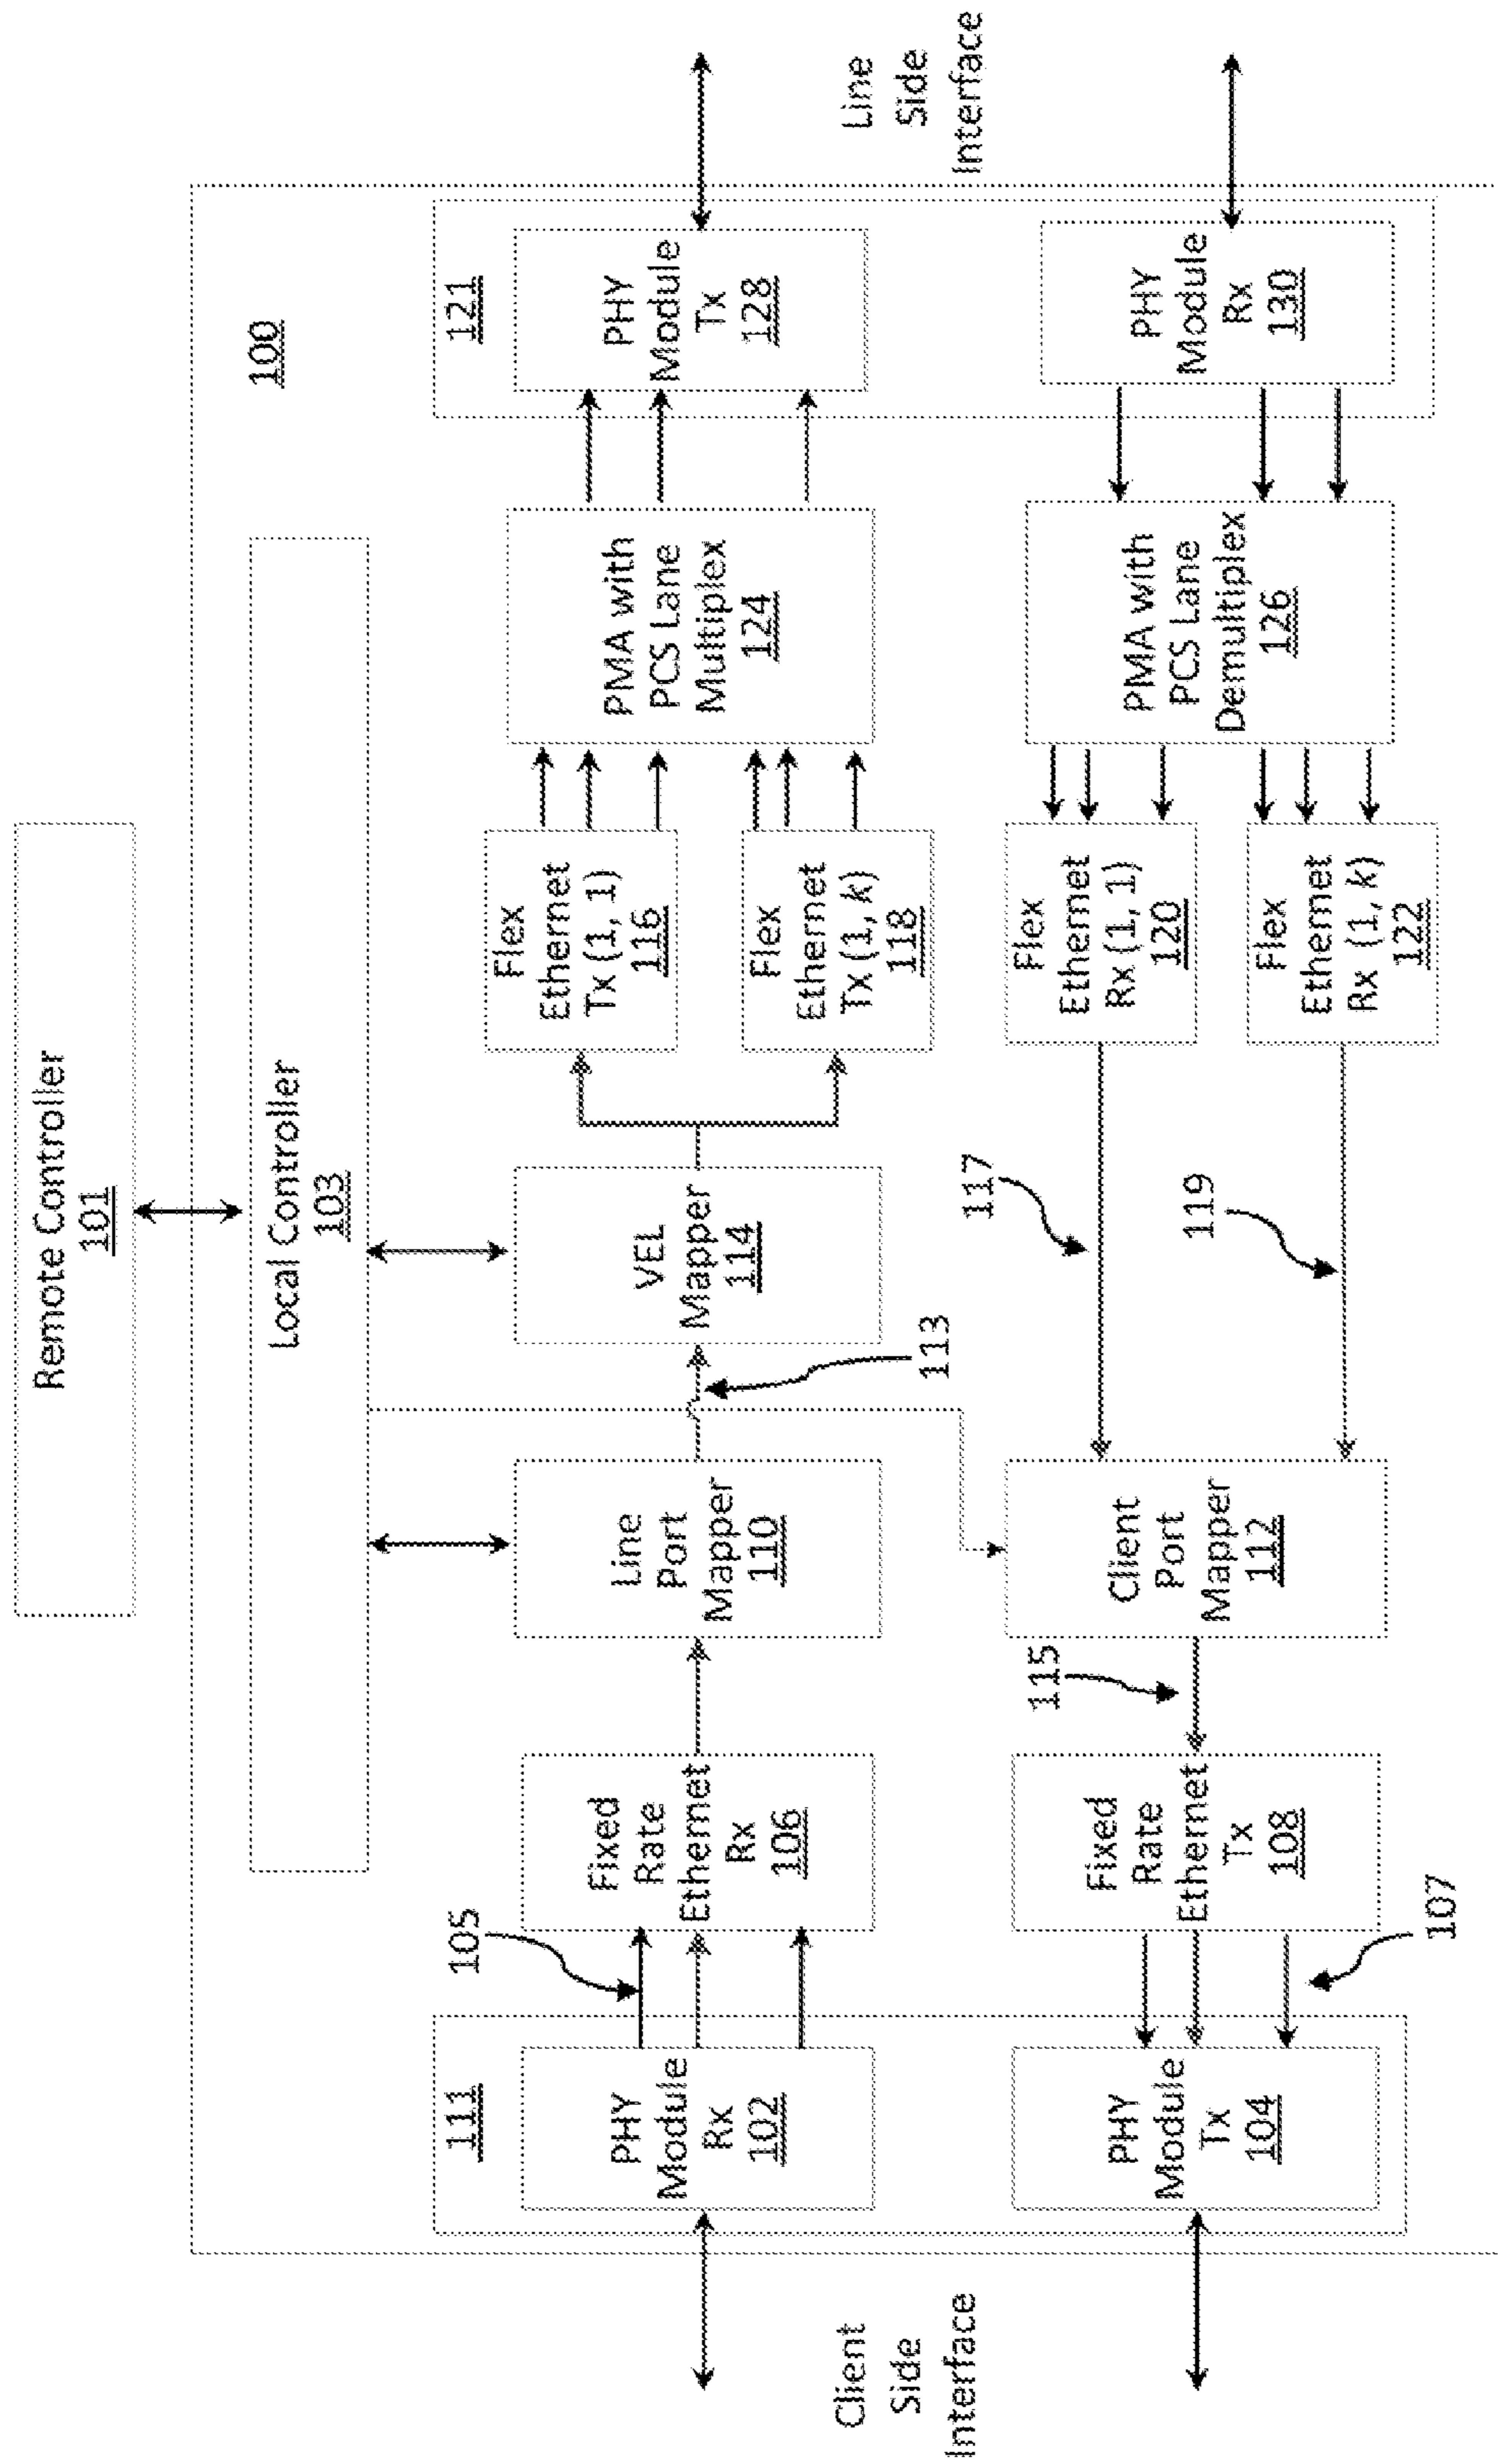 Remote Controller
101
100
Local Controller
103
111
121
PHY
Module
Rx
102
105
Fixed
Rate
Ethernet
Rx
106
Line
Port
Mapper
110
113
VEL
Mapper
114
Flex
Ethernet
Tx (1, 1)
116
Flex
Ethernet
Tx (1, k)
118
PMA with
PCS Lane
Multiplex
124
PHY
Module
Tx
128
Client
Side
Interface
Line
Side
Interface
PHY
Module
Tx
104
107
Fixed
Rate
Ethernet
Tx
108
115
Client
Port
Mapper
112
117
119
Flex
Ethernet
Rx (1, 1)
120
Flex
Ethernet
Rx (1, k)
122
PMA with
PCS Lane
Demultiplex
126
PHY
Module
Rx
130